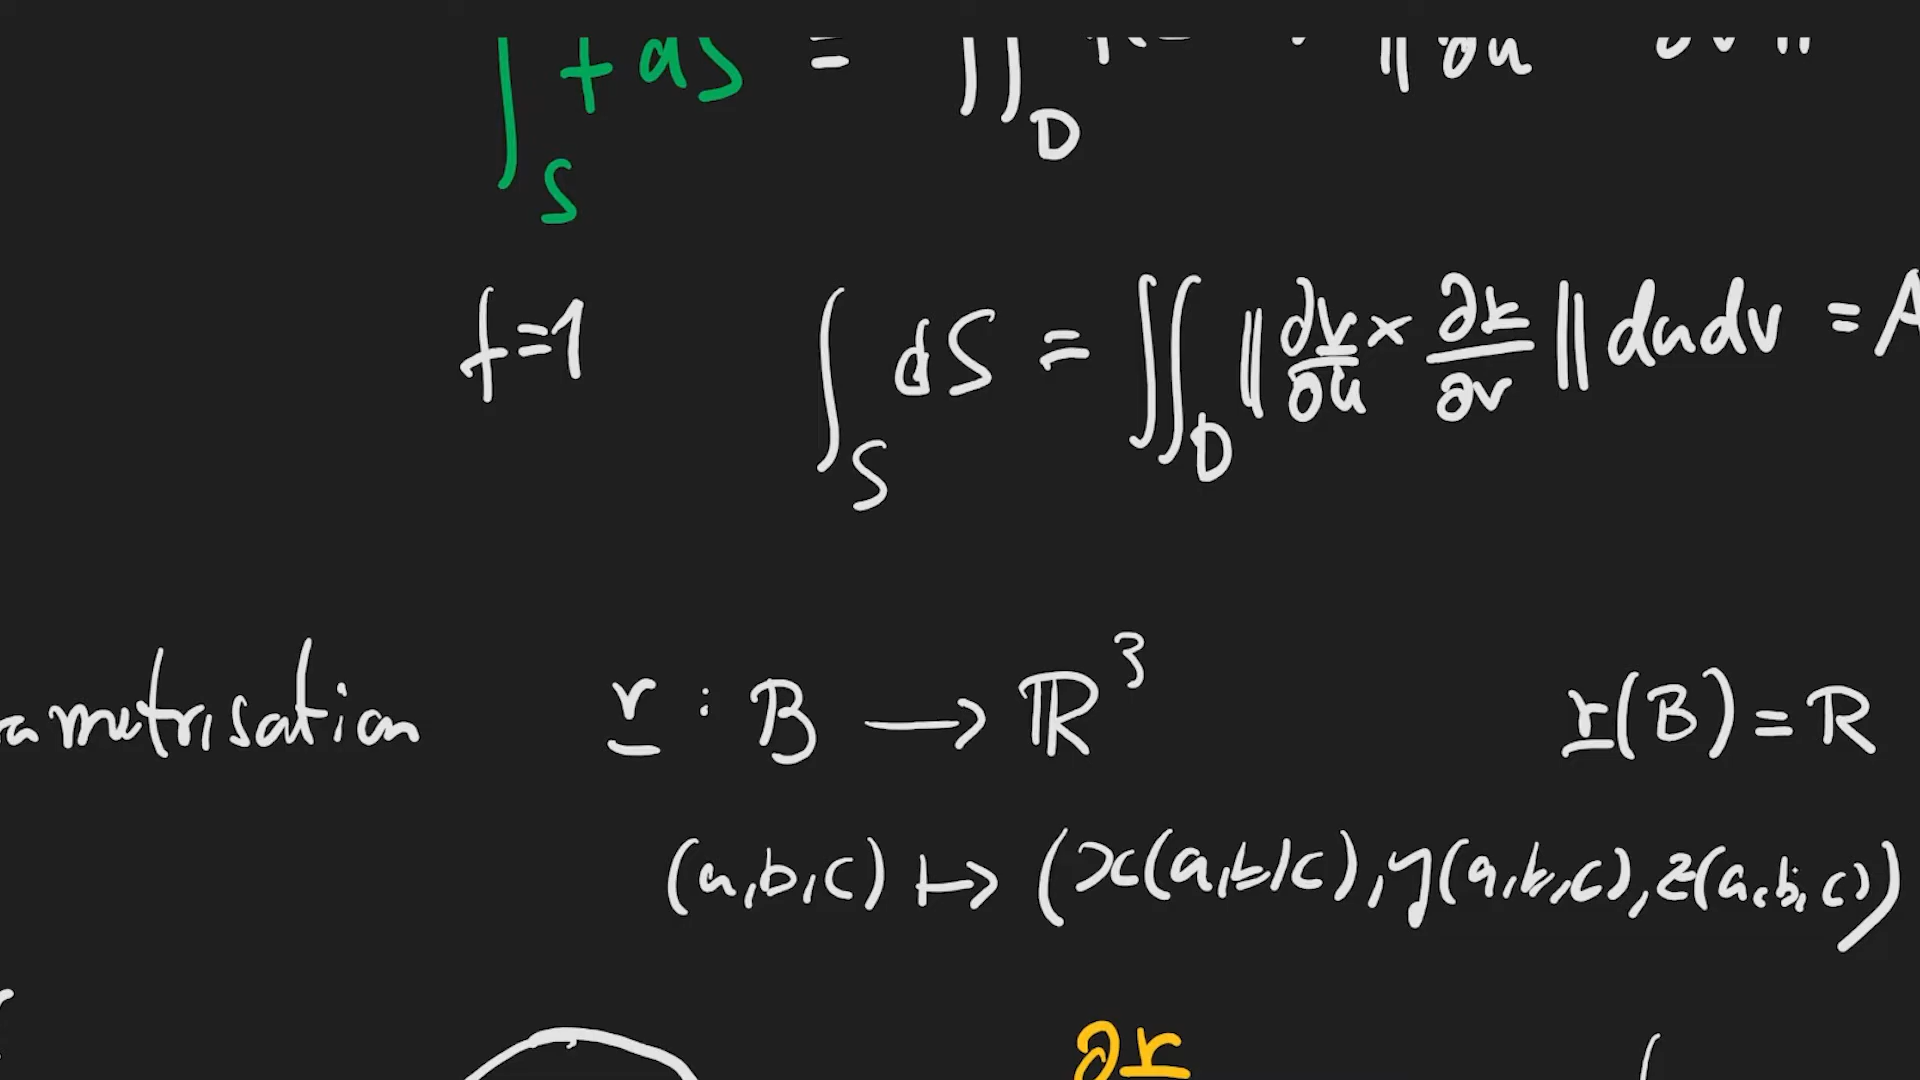 ∫_S f dS = ∬_D ‖∂u ∂v‖
f=1 ∫_S dS = ∬_D ‖∂r/∂u × ∂r/∂v‖ du dv = A
ametrisation r : B → ℝ³ r(B) = R
(a,b,c) ↦ (x(a,b,c), y(a,b,c), z(a,b,c))
∂r